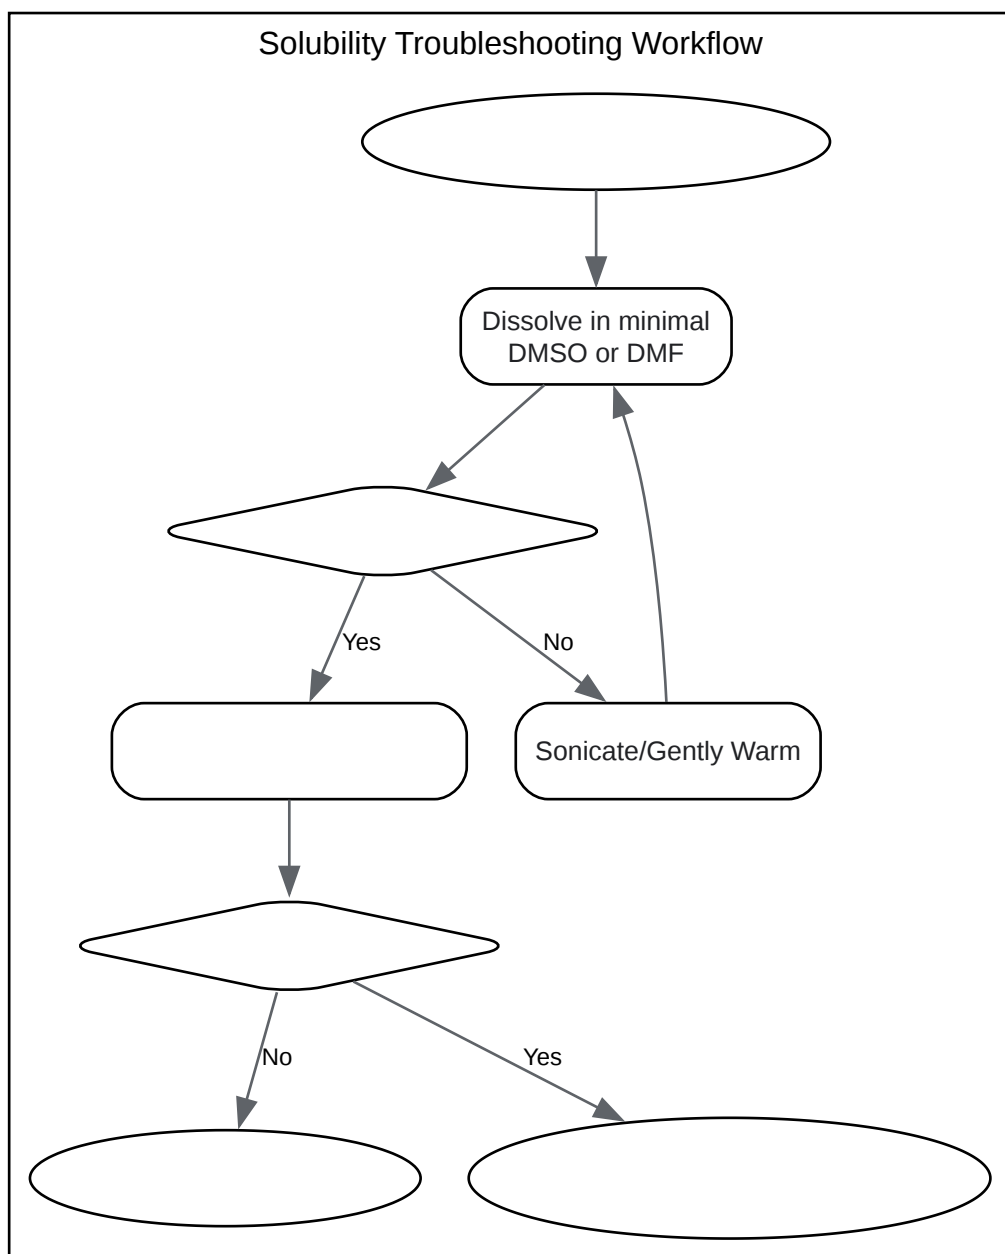 Solubility Troubleshooting Workflow
Dissolve in minimal
DMSO or DMF
Yes
No
Sonicate/Gently Warm
No
Yes